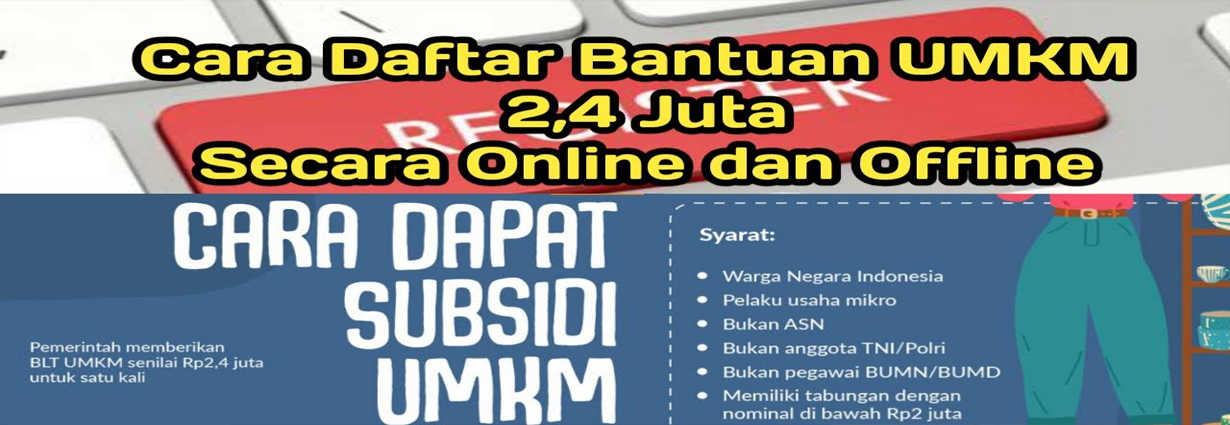 Cara Daftar Bantuan UMKM
2,4 Juta
Secara Online dan Offline
REGISTER
CARA DAPAT
SUBSIDI
UMKM
Pemerintah memberikan
BLT UMKM senilai Rp2,4 juta
untuk satu kali
Syarat:
• Warga Negara Indonesia
• Pelaku usaha mikro
• Bukan ASN
• Bukan anggota TNI/Polri
• Bukan pegawai BUMN/BUMD
• Memiliki tabungan dengan
nominal di bawah Rp2 juta